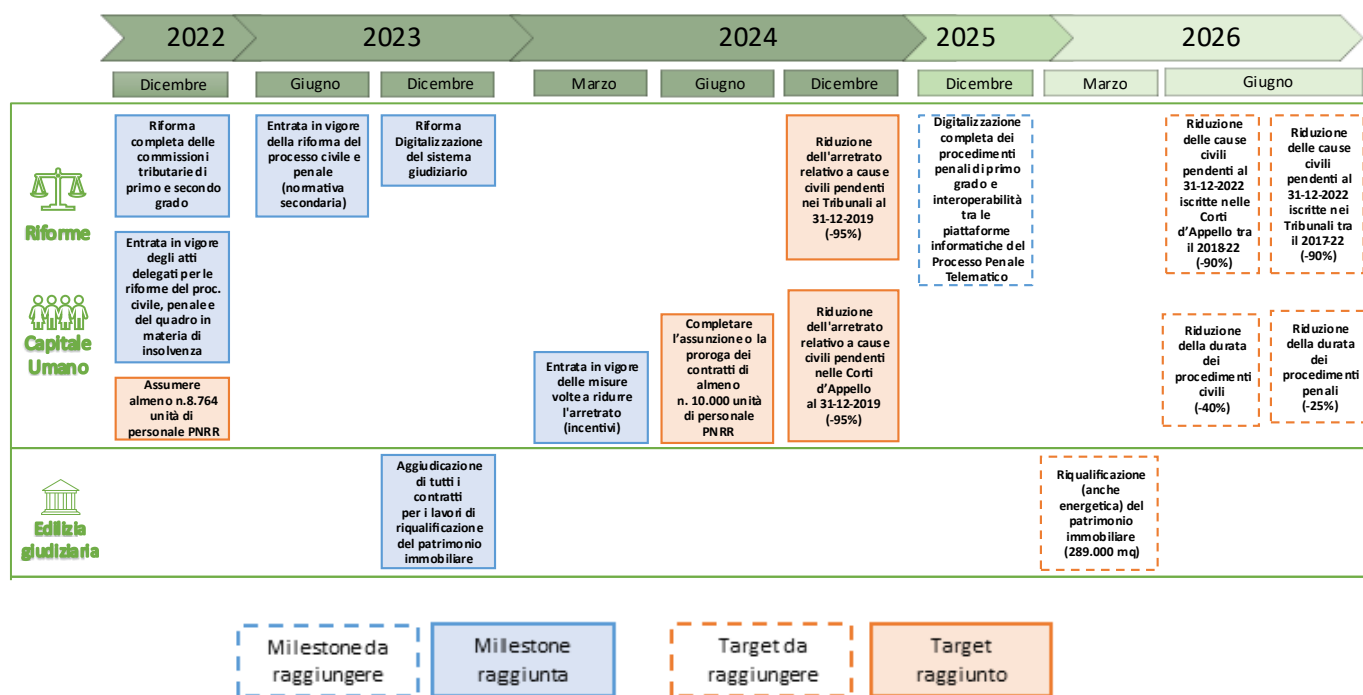 2022
2023
2024
2025
2026
Dicembre
Giugno
Dicembre
Marzo
Giugno
Dicembre
Dicembre
Marzo
Giugno
Riforme
Capitale
Umano
Riforma
completa delle
commissioni
tributarie di
primo e secondo
grado
Entrata in vigore
degli atti
delegati per le
riforme del proc.
civile, penale e
del quadro in
materia di
insolvenza
Assumere
almeno n.8.764
unità di
personale PNRR
Entrata in vigore
della riforma del
processo civile e
penale
(normativa
secondaria)
Riforma
Digitalizzazione
del sistema
giudiziario
Entrata in vigore
delle misure
volte a ridurre
l'arretrato
(incentivi)
Completare
l'assunzione o la
proroga dei
contratti di
almeno
n. 10.000 unità
di personale
PNRR
Riduzione
dell'arretrato
relativo a cause
civili pendenti
nei Tribunali al
31-12-2019
(-95%)
Riduzione
dell'arretrato
relativo a cause
civili pendenti
nelle Corti
d'Appello
al 31-12-2019
(-95%)
Digitalizzazione
completa dei
procedimenti
penali di primo
grado e
interoperabilità
tra le
piattaforme
informatiche del
Processo Penale
Telematico
Riduzione
delle cause
civili
pendenti al
31-12-2022
iscritte nelle
Corti
d'Appello tra
il 2018-22
(-90%)
Riduzione
delle cause
civili
pendenti al
31-12-2022
iscritte nei
Tribunali tra
il 2017-22
(-90%)
Riduzione
della durata
dei
procedimenti
civili
(-40%)
Riduzione
della durata
dei
procedimenti
penali
(-25%)
Edilizia
giudiziaria
Aggiudicazione
di tutti i
contratti
per i lavori di
riqualificazione
del patrimonio
immobiliare
Riqualificazione
(anche
energetica) del
patrimonio
immobiliare
(289.000 mq)
Milestone da
raggiungere
Millestone
raggiunta
Target da
raggiungere
Target
raggiunto